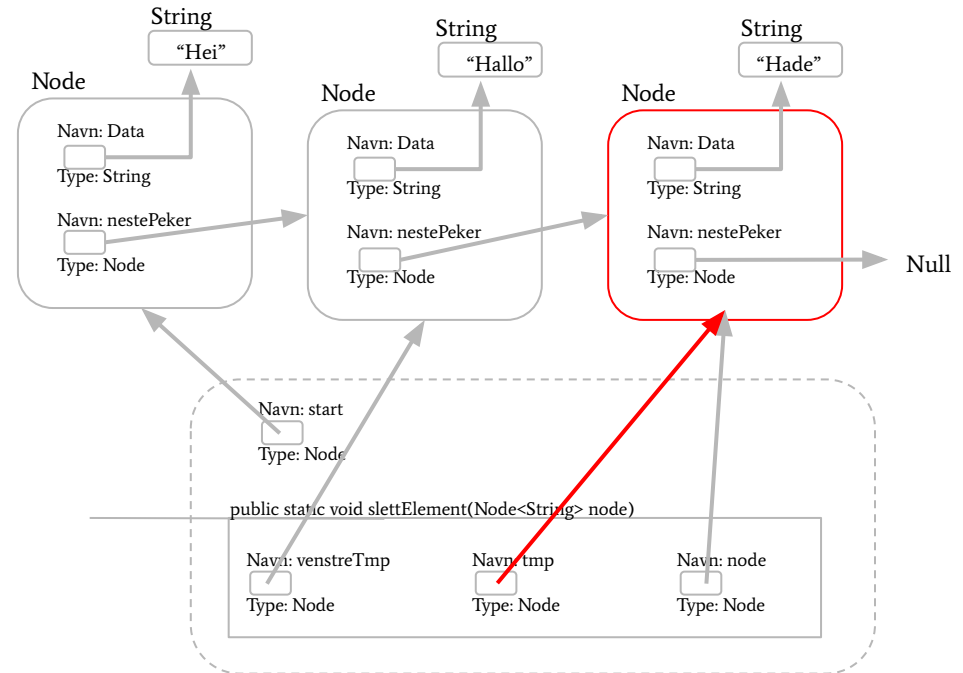 String
“Hei”
Node
Navn: Data
Type: String
Navn: nestePeker
Type: Node
String
“Hallo”
Node
Navn: Data
Type: String
Navn: nestePeker
Type: Node
String
“Hade”
Node
Navn: Data
Type: String
Navn: nestePeker
Type: Node
Null
Navn: start
Type: Node
public static void slettElement(Node<String> node)
Navn: venstreTmp
Type: Node
Navn: tmp
Type: Node
Navn: node
Type: Node